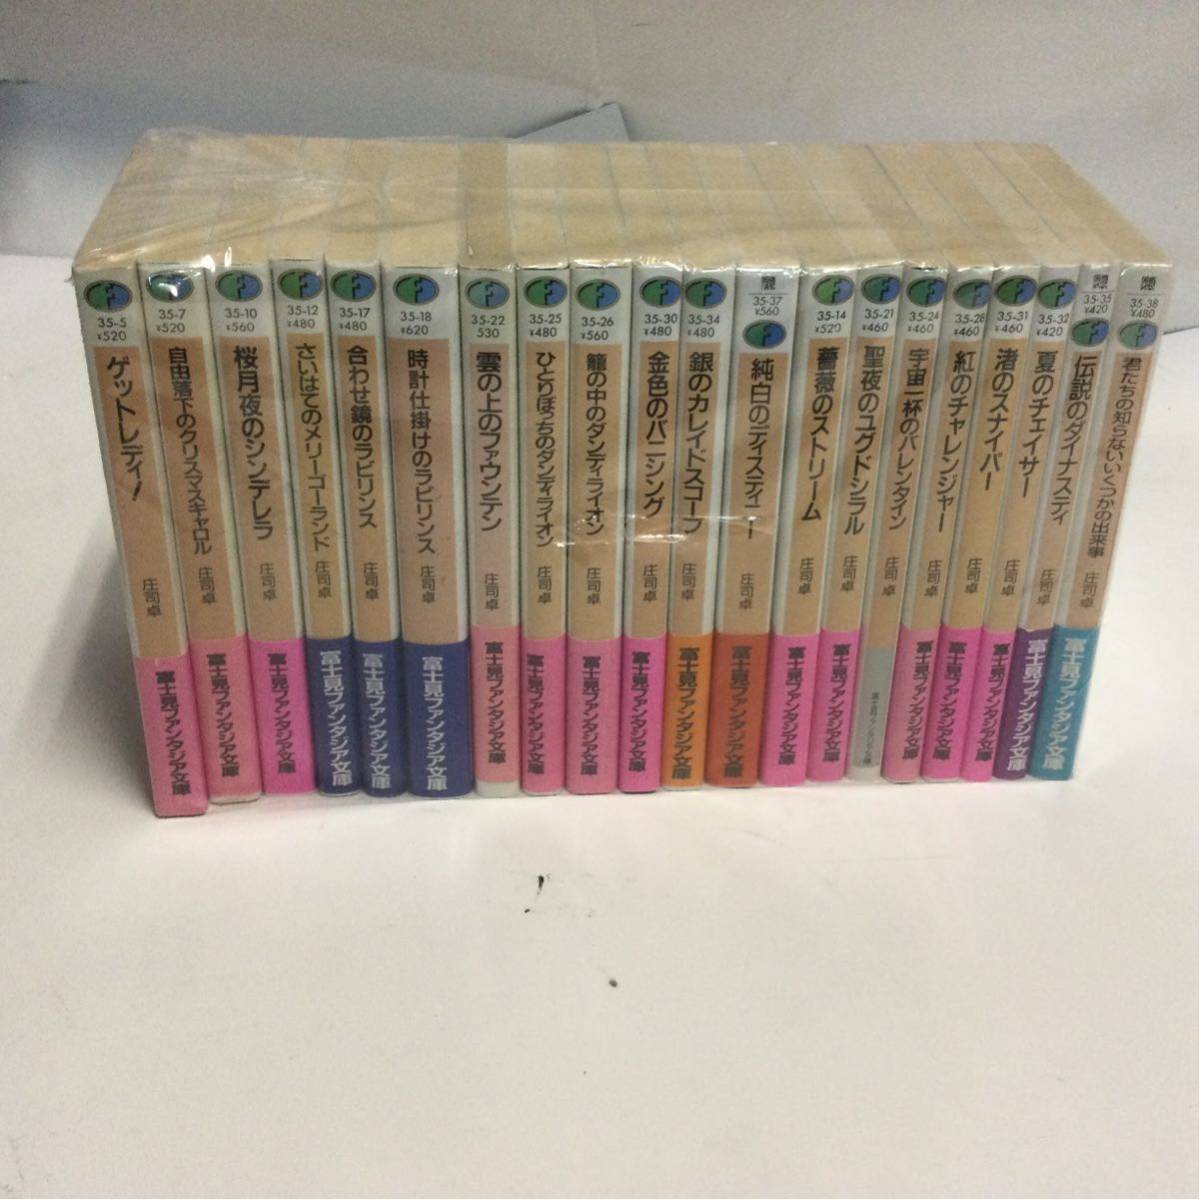 35-5
¥520
ゲットレディ!
庄司卓
富士見ファンタジア文庫
35-7
¥520
自由落下のクリスマスキャロル
庄司卓
富士見ファンタジア文庫
35-10
¥560
桜月夜のシンデレラ
庄司卓
富士見ファンタジア文庫
35-12
¥480
さいはてのメリーゴーランド
庄司卓
富士見ファンタジア文庫
35-17
¥480
合わせ鏡のラビリンス
庄司卓
富士見ファンタジア文庫
35-18
¥620
時計仕掛けのラビリンス
庄司卓
富士見ファンタジア文庫
35-22
530
雲の上のファウンテン
庄司卓
富士見ファンタジア文庫
35-25
¥480
ひとりぼっちのダンディライオン
庄司卓
富士見ファンタジア文庫
35-26
¥560
籠の中のダンディライオン
庄司卓
富士見ファンタジア文庫
35-30
¥480
金色のバニシング
庄司卓
富士見ファンタジア文庫
35-34
¥480
銀のカレイドスコープ
庄司卓
富士見ファンタジア文庫
35-37
¥560
純白のディスティニー
庄司卓
富士見ファンタジア文庫
35-14
¥520
薔薇のストリーム
庄司卓
富士見ファンタジア文庫
35-21
¥460
聖夜のユグドシラル
庄司卓
富士見ファンタジア文庫
35-24
¥460
宇宙一杯のバレンタイン
庄司卓
富士見ファンタジア文庫
35-28
¥460
紅のチャレンジャー
庄司卓
富士見ファンタジア文庫
35-31
¥460
渚のスナイパー
庄司卓
富士見ファンタジア文庫
35-32
¥420
夏のチェイサー
庄司卓
富士見ファンタジア文庫
35-35
¥420
伝説のダイナスティ
庄司卓
富士見ファンタジア文庫
35-38
¥480
君たちの知らないいくつかの出来事
庄司卓
富士見ファンタジア文庫